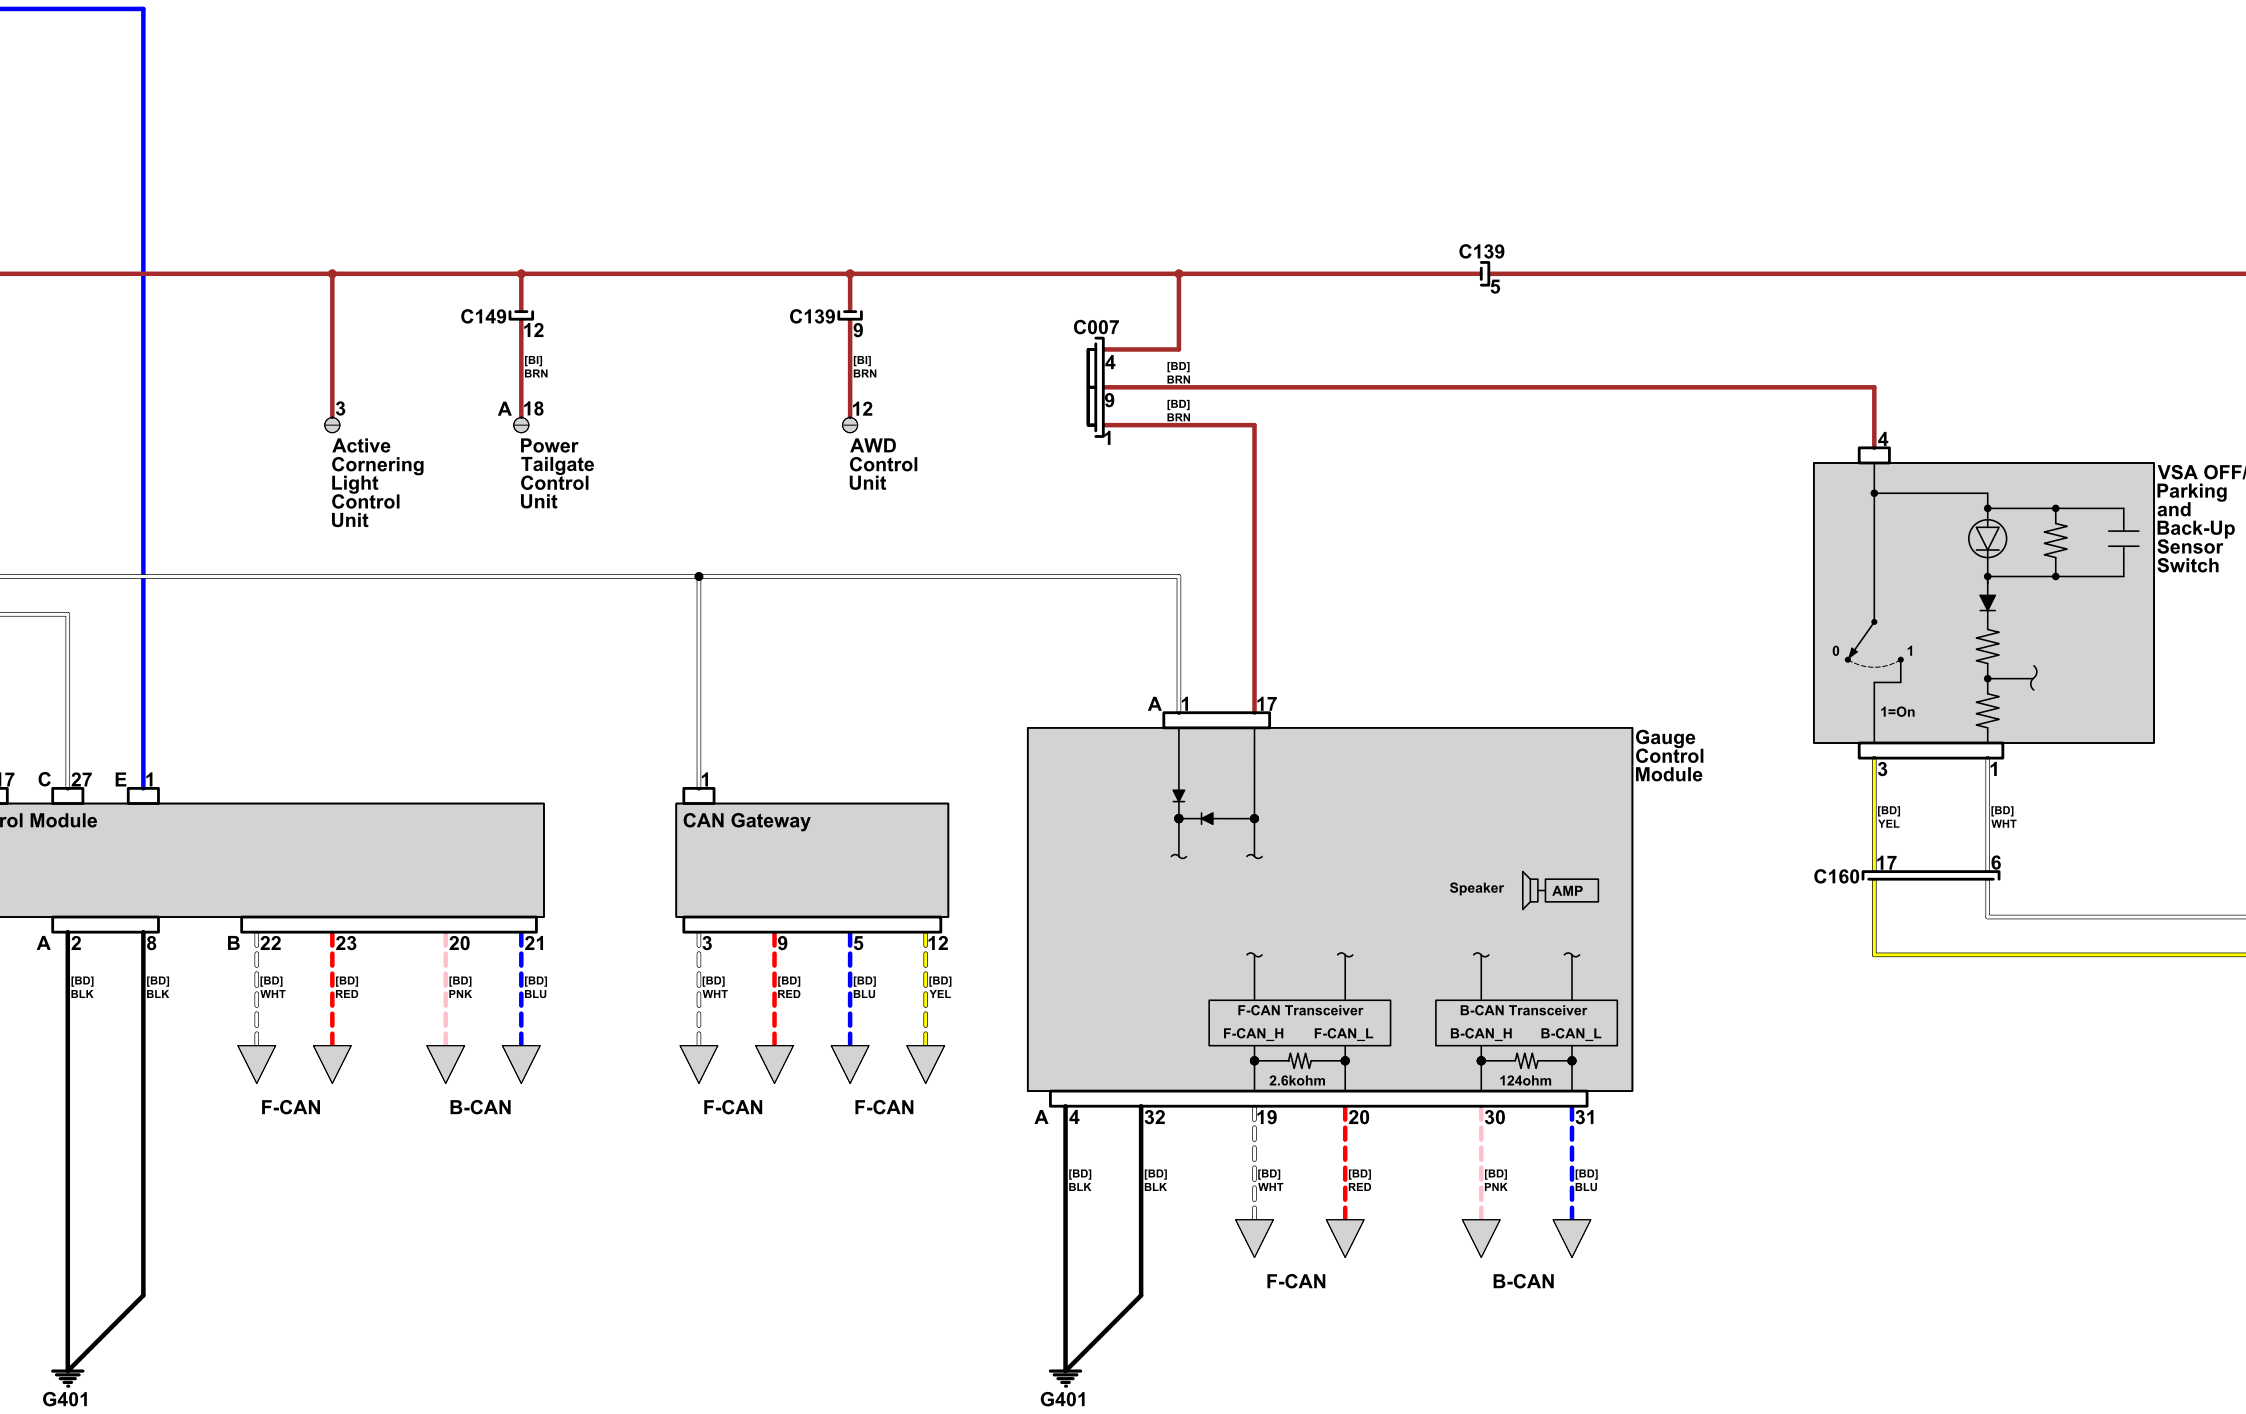 C139
5
C149
12
[BI]
BRN
A 18
Power
Tailgate
Control
Unit
3
Active
Cornering
Light
Control
Unit
C139
9
[BI]
BRN
12
AWD
Control
Unit
C007
4
9
1
[BD]
BRN
[BD]
BRN
4
VSA OFF/
Parking
and
Back-Up
Sensor
Switch
0
1
1=On
3
1
[BD]
YEL
[BD]
WHT
C160
17
6
17
C 27
E 1
rol Module
A 2
8
B 22
23
20
21
[BD]
BLK
[BD]
BLK
[BD]
WHT
[BD]
RED
[BD]
PNK
[BD]
BLU
F-CAN
B-CAN
G401
1
CAN Gateway
3
9
5
12
[BD]
WHT
[BD]
RED
[BD]
BLU
[BD]
YEL
F-CAN
F-CAN
A 1
17
Gauge
Control
Module
Speaker
AMP
F-CAN Transceiver
F-CAN_H F-CAN_L
2.6kohm
B-CAN Transceiver
B-CAN_H B-CAN_L
124ohm
A 4
32
19
20
30
31
[BD]
BLK
[BD]
BLK
[BD]
WHT
[BD]
RED
[BD]
PNK
[BD]
BLU
F-CAN
B-CAN
G401